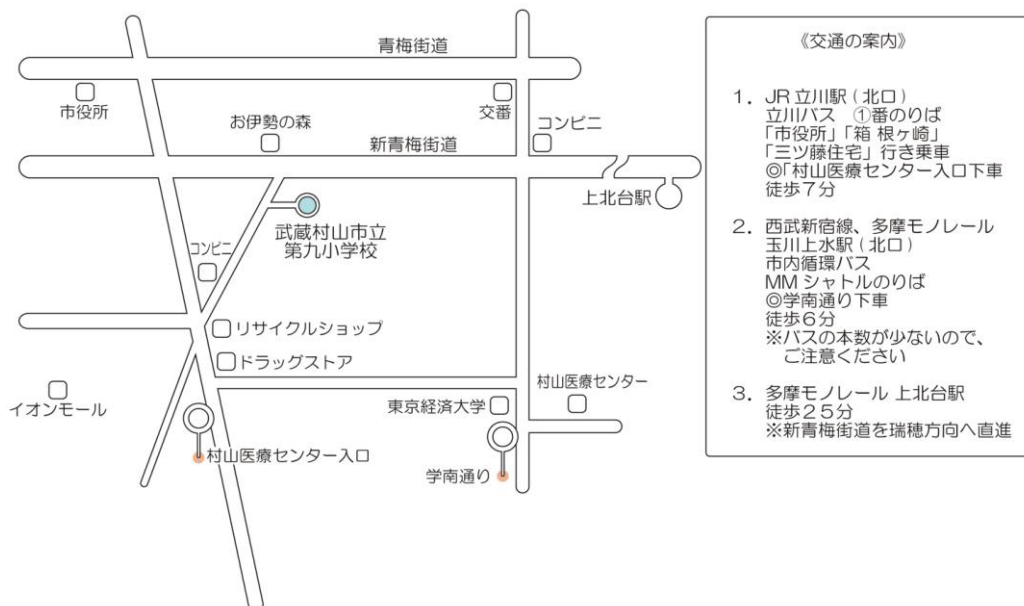 青梅街道
市役所
交番
お伊勢の森
コンビニ
新青梅街道
上北台駅
武蔵村山市立
第九小学校
コンビニ
リサイクルショップ
ドラッグストア
イオンモール
村山医療センター
東京経済大学
村山医療センター入口
学南通り
《交通の案内》
1. JR 立川駅 ( 北口 )
立川バス ①番のりば
「市役所」「箱 根ヶ崎」
「三ツ藤住宅」行き乗車
◎「村山医療センター入口下車
徒歩７分
2. 西武新宿線、多摩モノレール
玉川上水駅 ( 北口 )
市内循環バス
MM シャトルのりば
◎学南通り下車
徒歩６分
※バスの本数が少ないので、
ご注意ください
3. 多摩モノレール 上北台駅
徒歩２５分
※新青梅街道を瑞穂方向へ直進